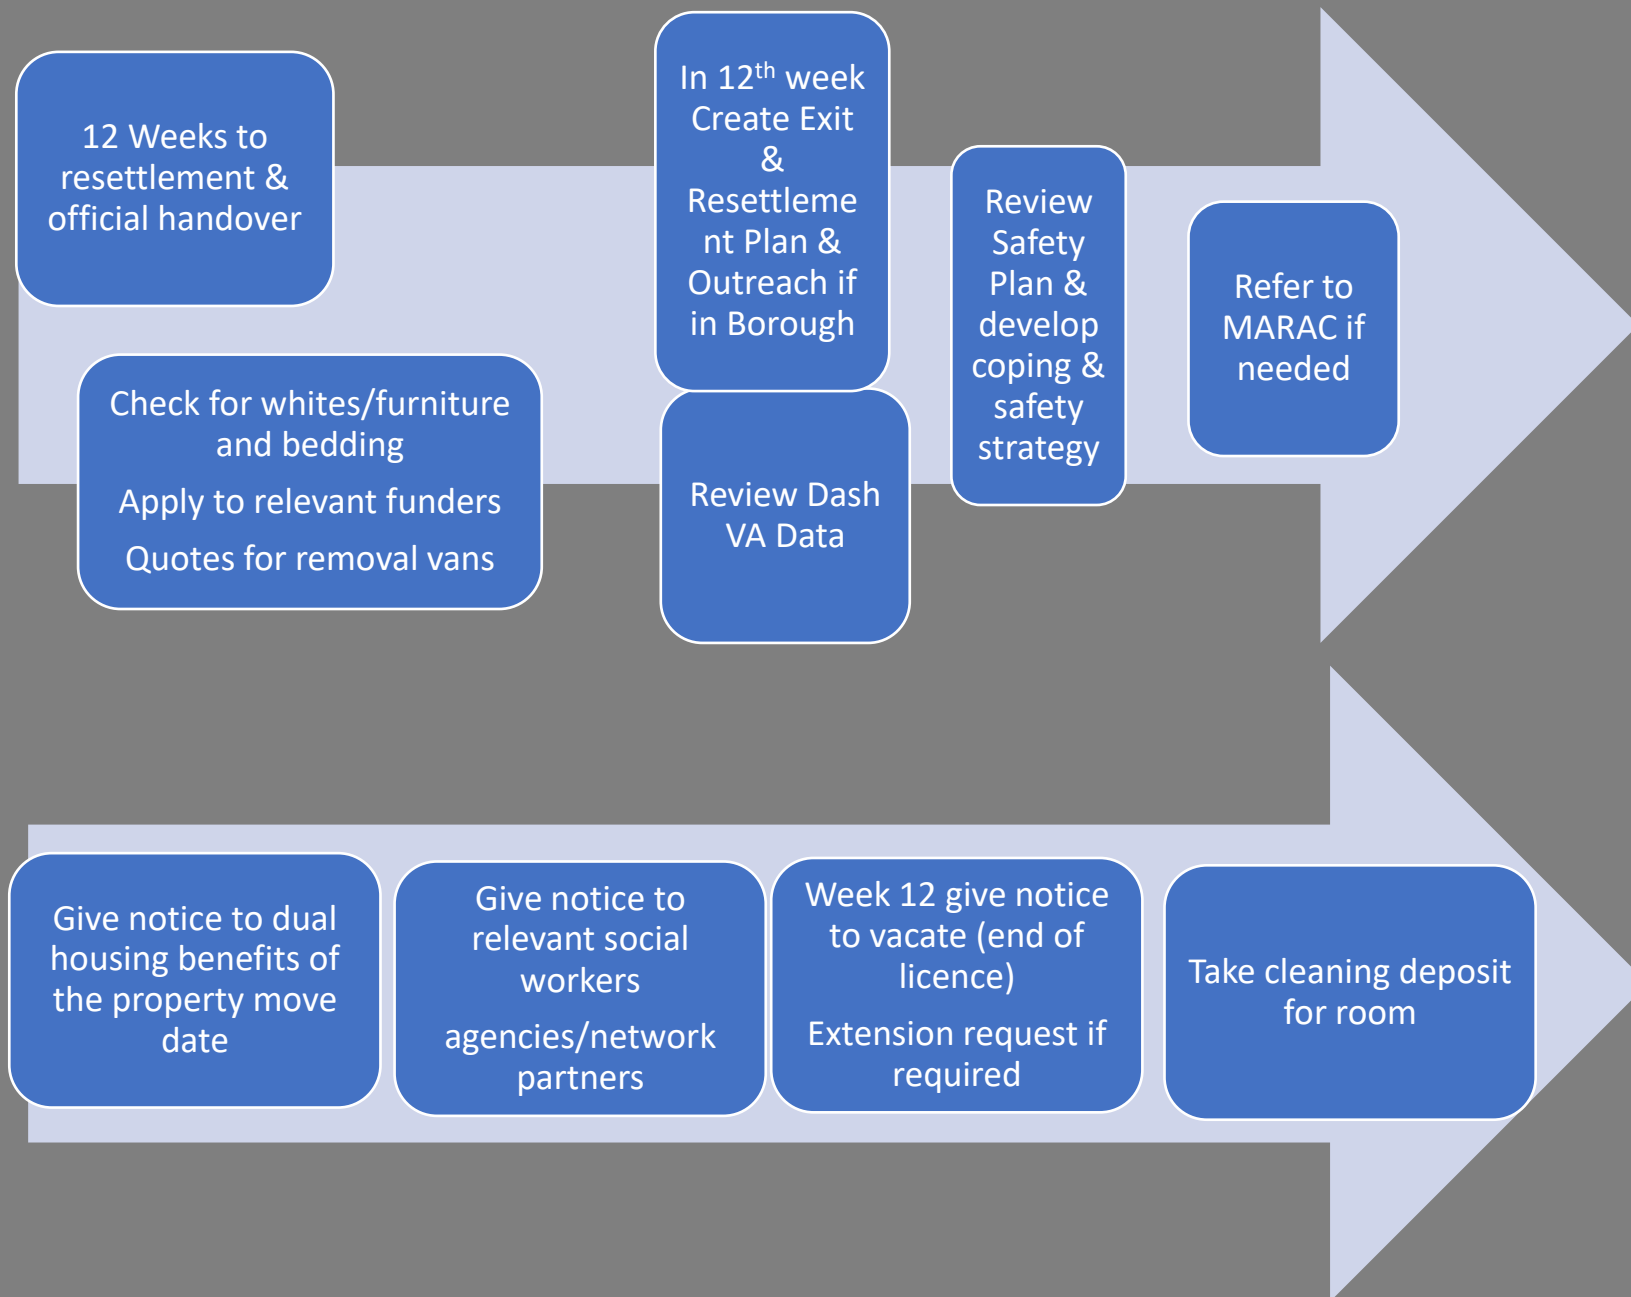 12 Weeks to
resettlement &
official handover
Check for whites/furniture
and bedding
Apply to relevant funders
Quotes for removal vans
In 12th week
Create Exit
&
Resettleme
nt Plan &
Outreach if
in Borough
Review Dash
VA Data
Review
Safety
Plan &
develop
coping &
safety
strategy
Refer to
MARAC if
needed
Give notice to dual
housing benefits of
the property move
date
Give notice to
relevant social
workers
agencies/network
partners
Week 12 give notice
to vacate (end of
licence)
Extension request if
required
Take cleaning deposit
for room